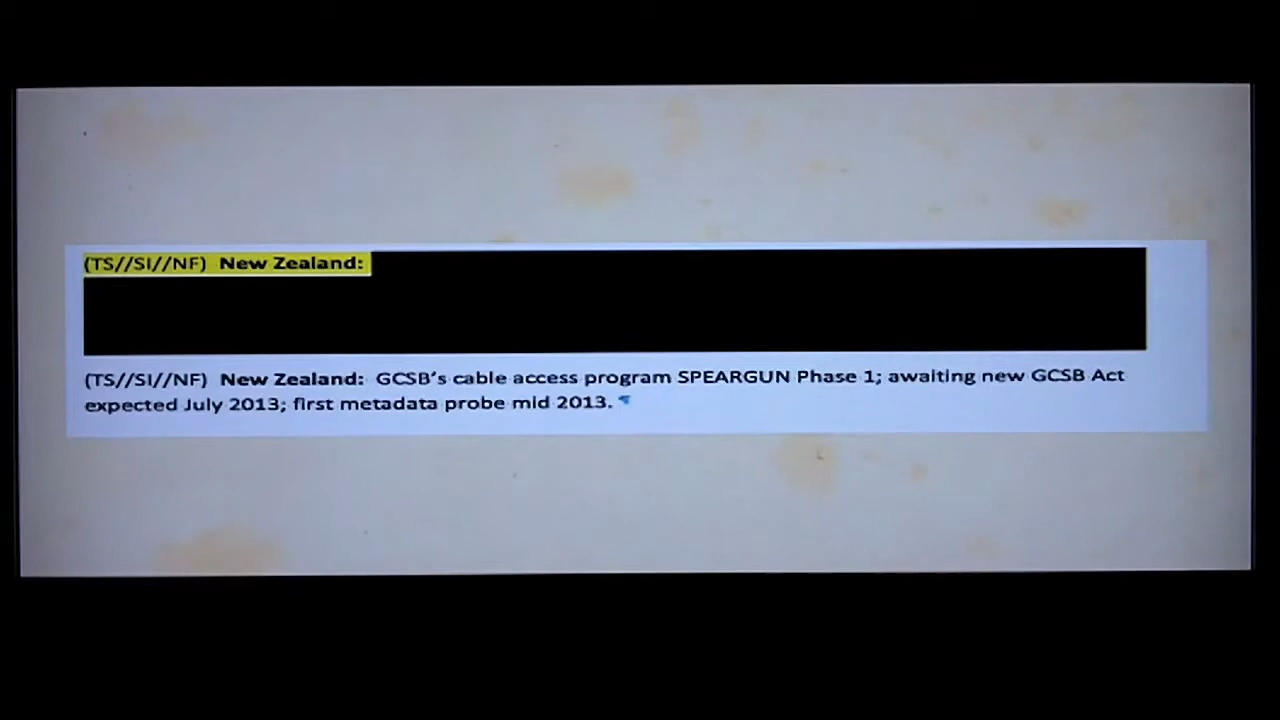 (TS//SI//NF) New Zealand:
(TS//SI//NF) New Zealand: GCSB's cable access program SPEARGUN Phase 1; awaiting new GCSB Act
expected July 2013; first metadata probe mid 2013. ¶